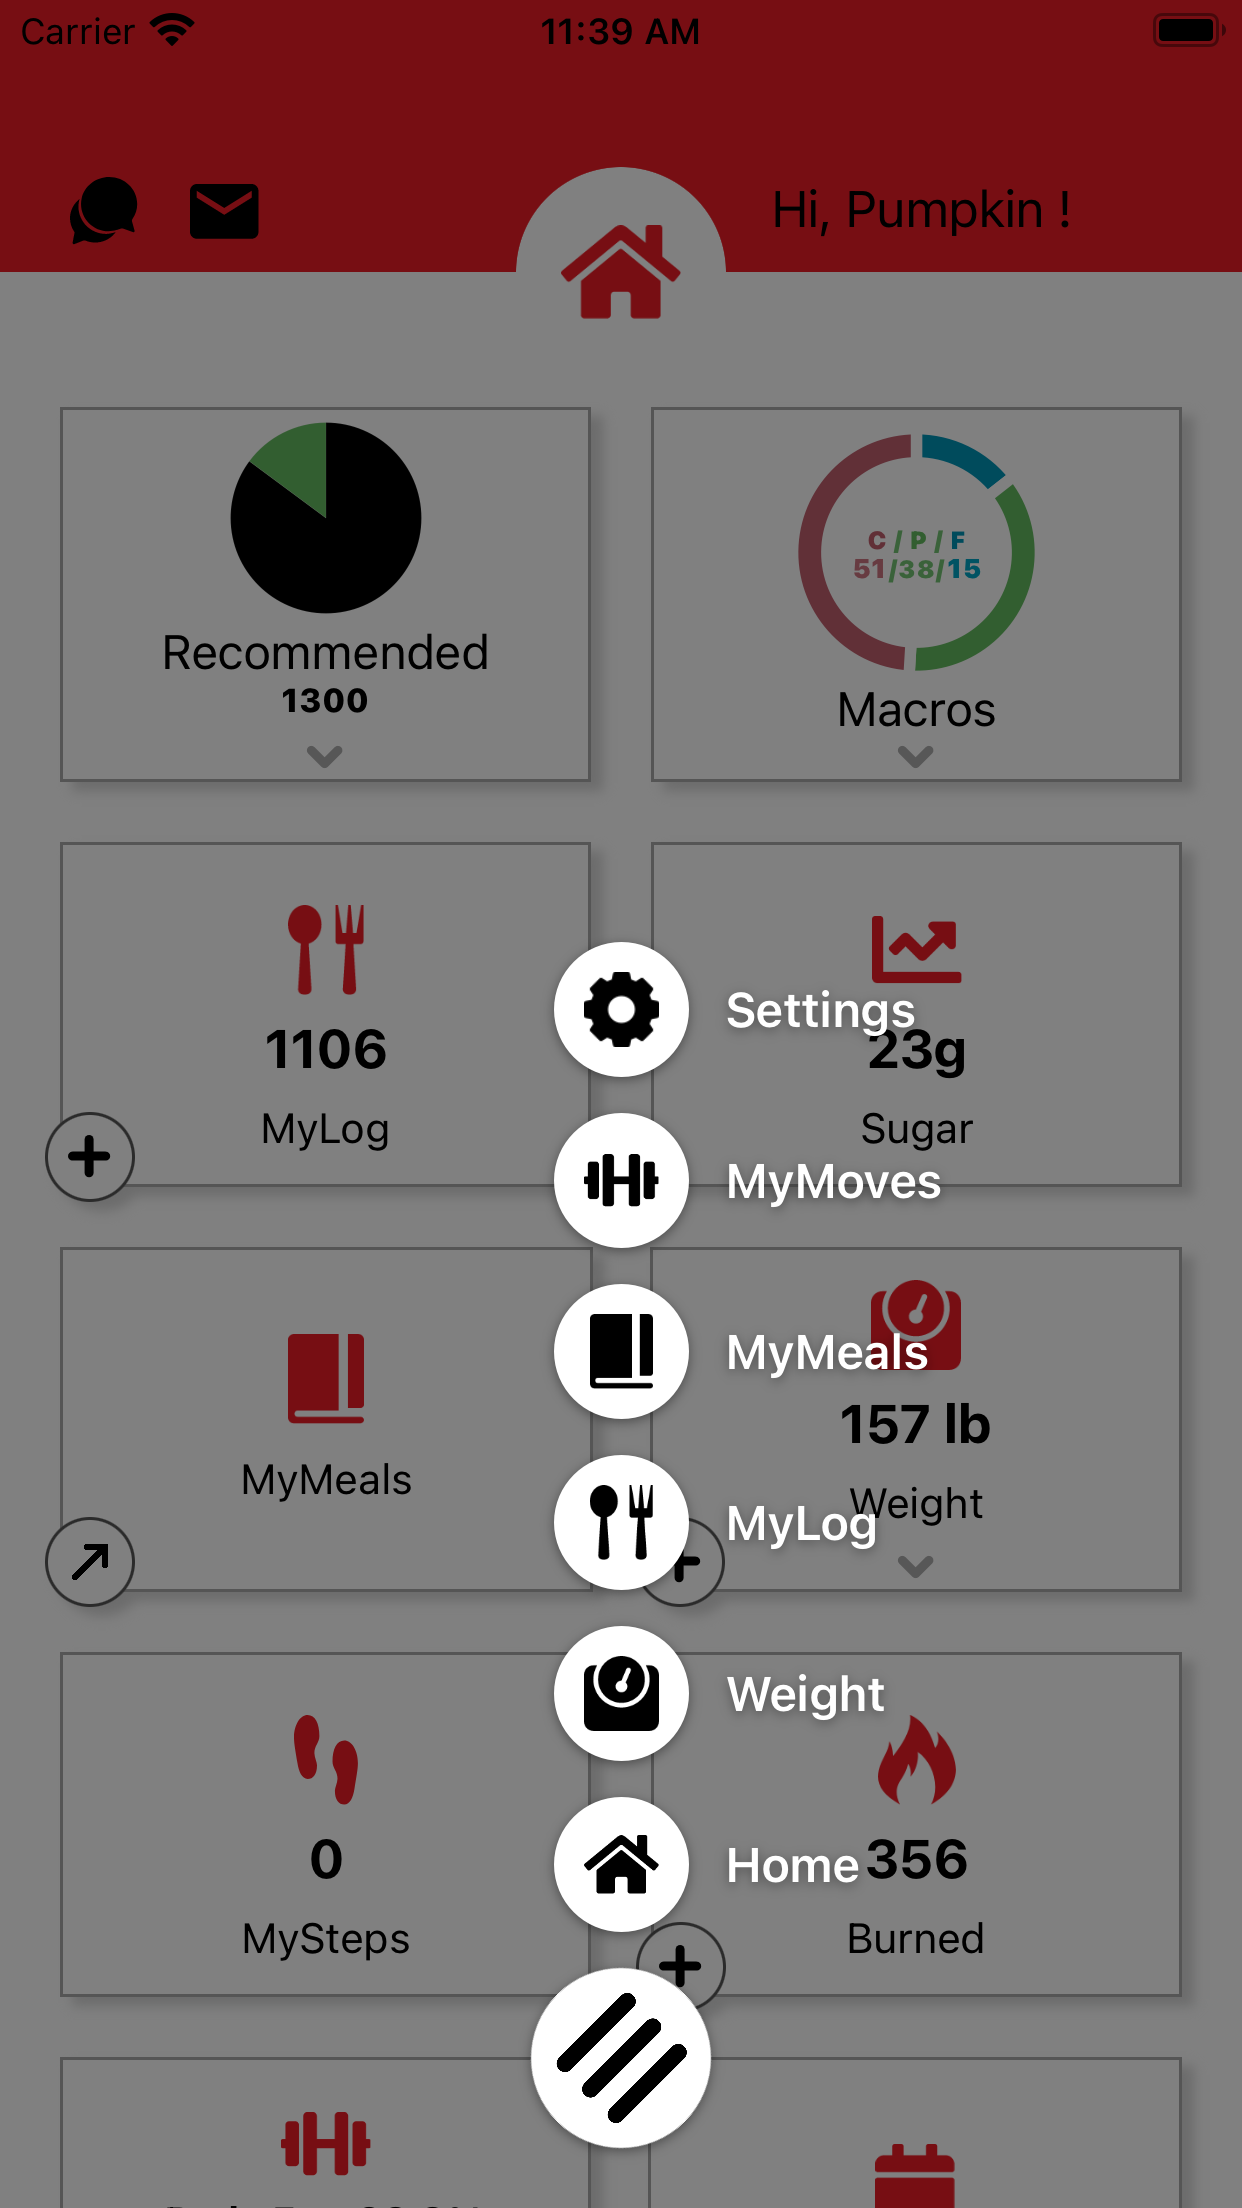 Carrier
11:39 AM
Hi, Pumpkin !
C / P / F
51/38/15
Recommended
1300
Macros
Settings
1106
23g
MyLog
Sugar
MyMoves
MyMeals
157 lb
MyMeals
Weight
MyLog
Weight
Home
0
356
MySteps
Burned